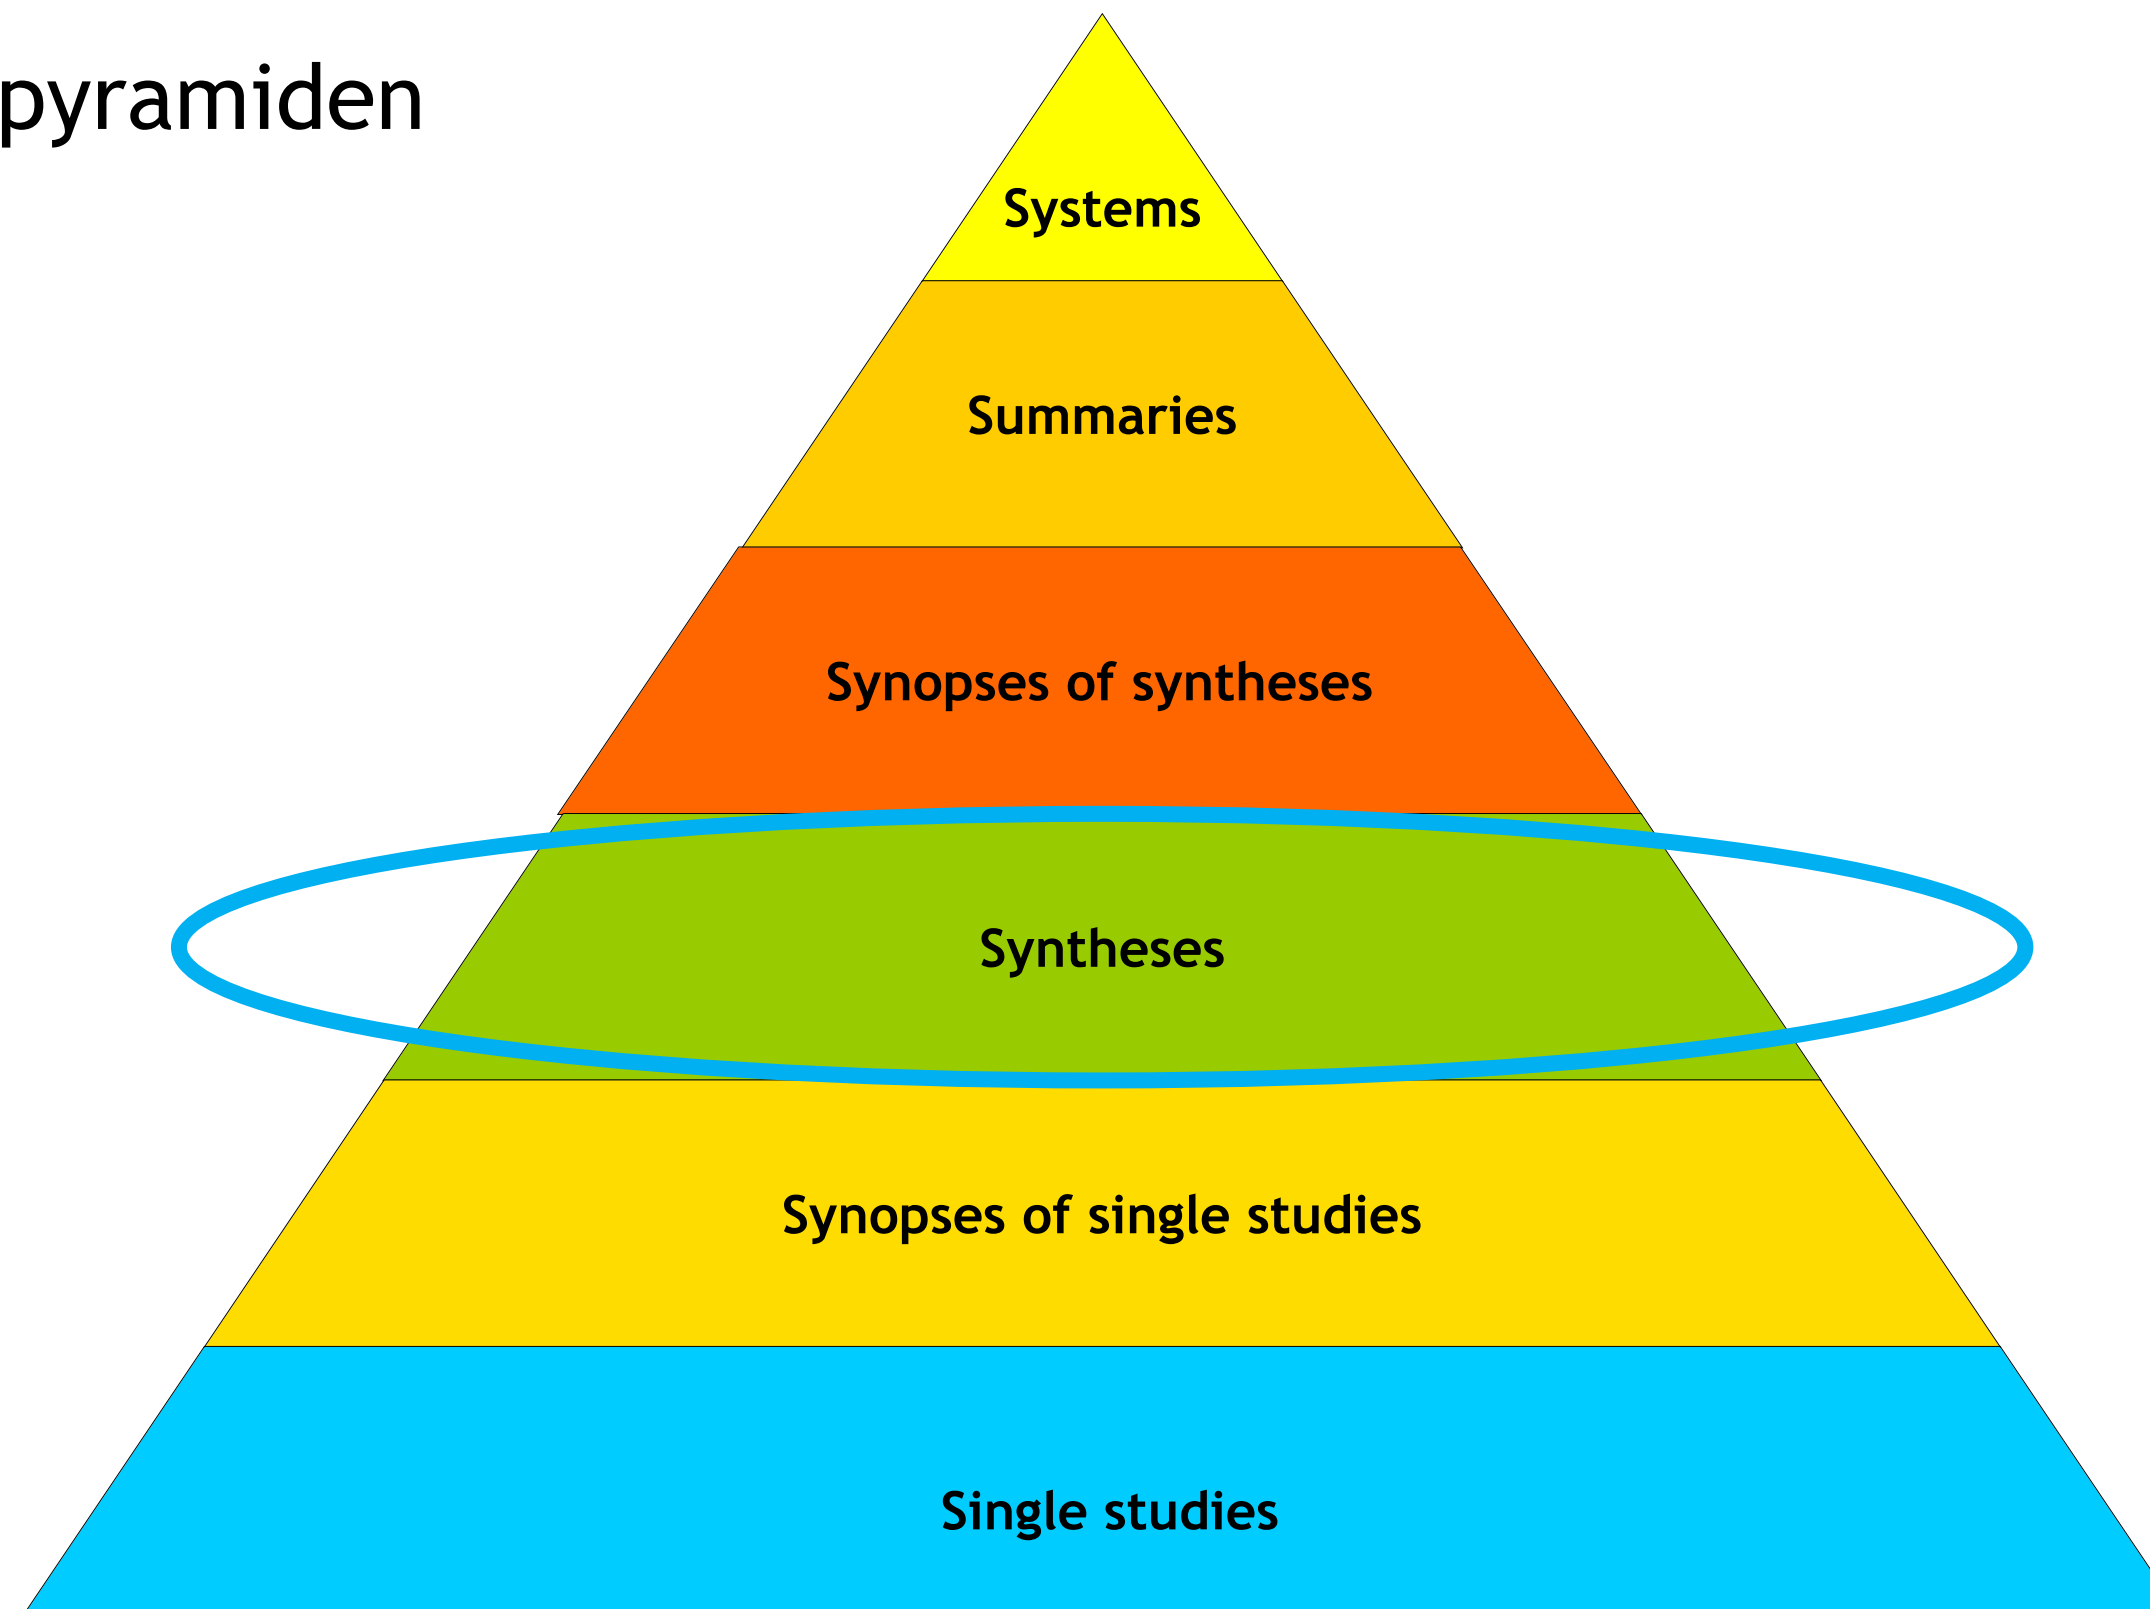 pyramiden
Systems
Summaries
Synopses of syntheses
Syntheses
Synopses of single studies
Single studies